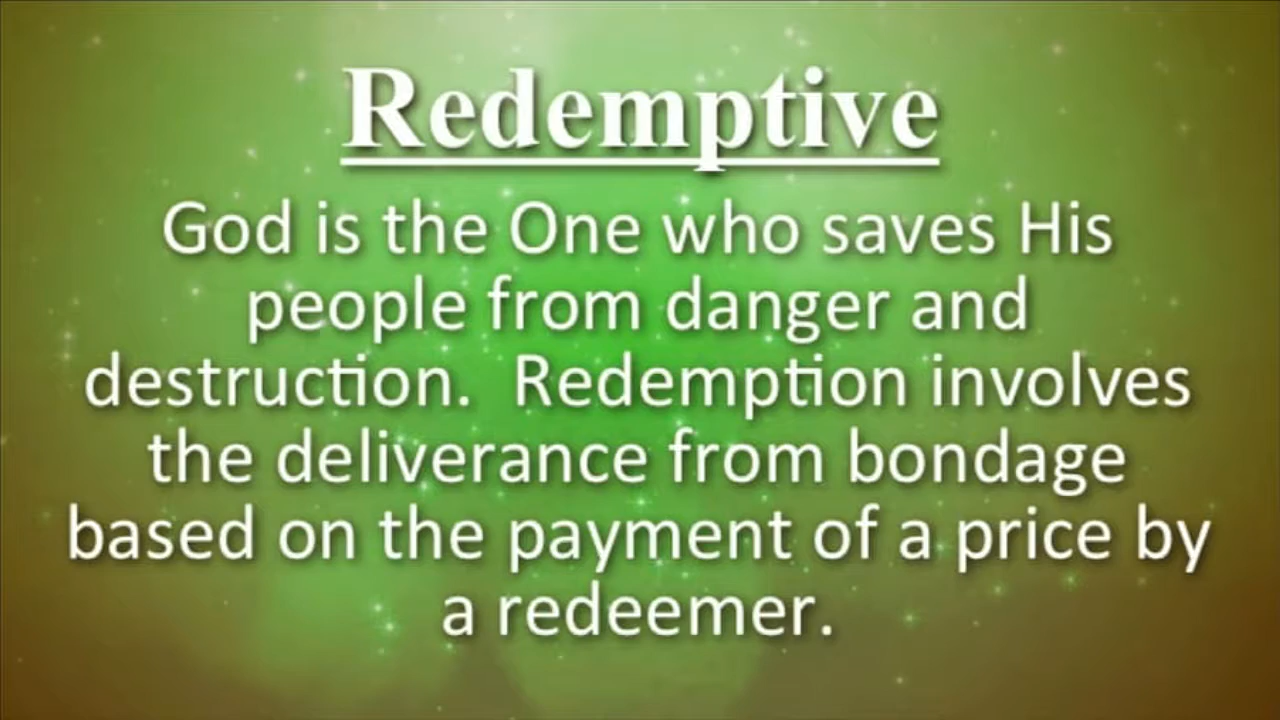 Redemptive
God is the One who saves His
people from danger and
destruction.  Redemption involves
the deliverance from bondage
based on the payment of a price by
a redeemer.